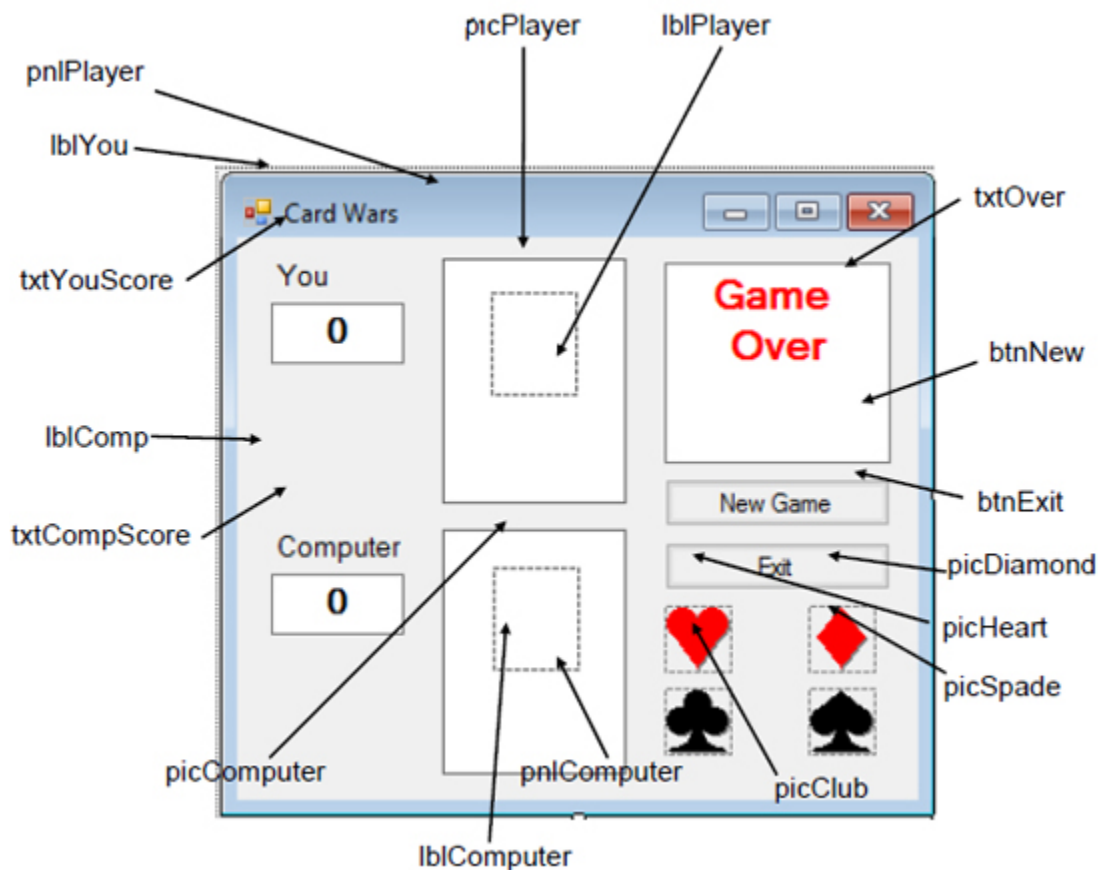 picPlayer lblPlayer
pnlPlayer
lblYou
txtOver
Card Wars
txtYouScore
You
Game
Over
0
btnNew
lblComp
New Game
btnExit
txtCompScore
Computer
Exit
picDiamond
0
picHeart
picSpade
picComputer
pnlComputer
picClub
lblComputer